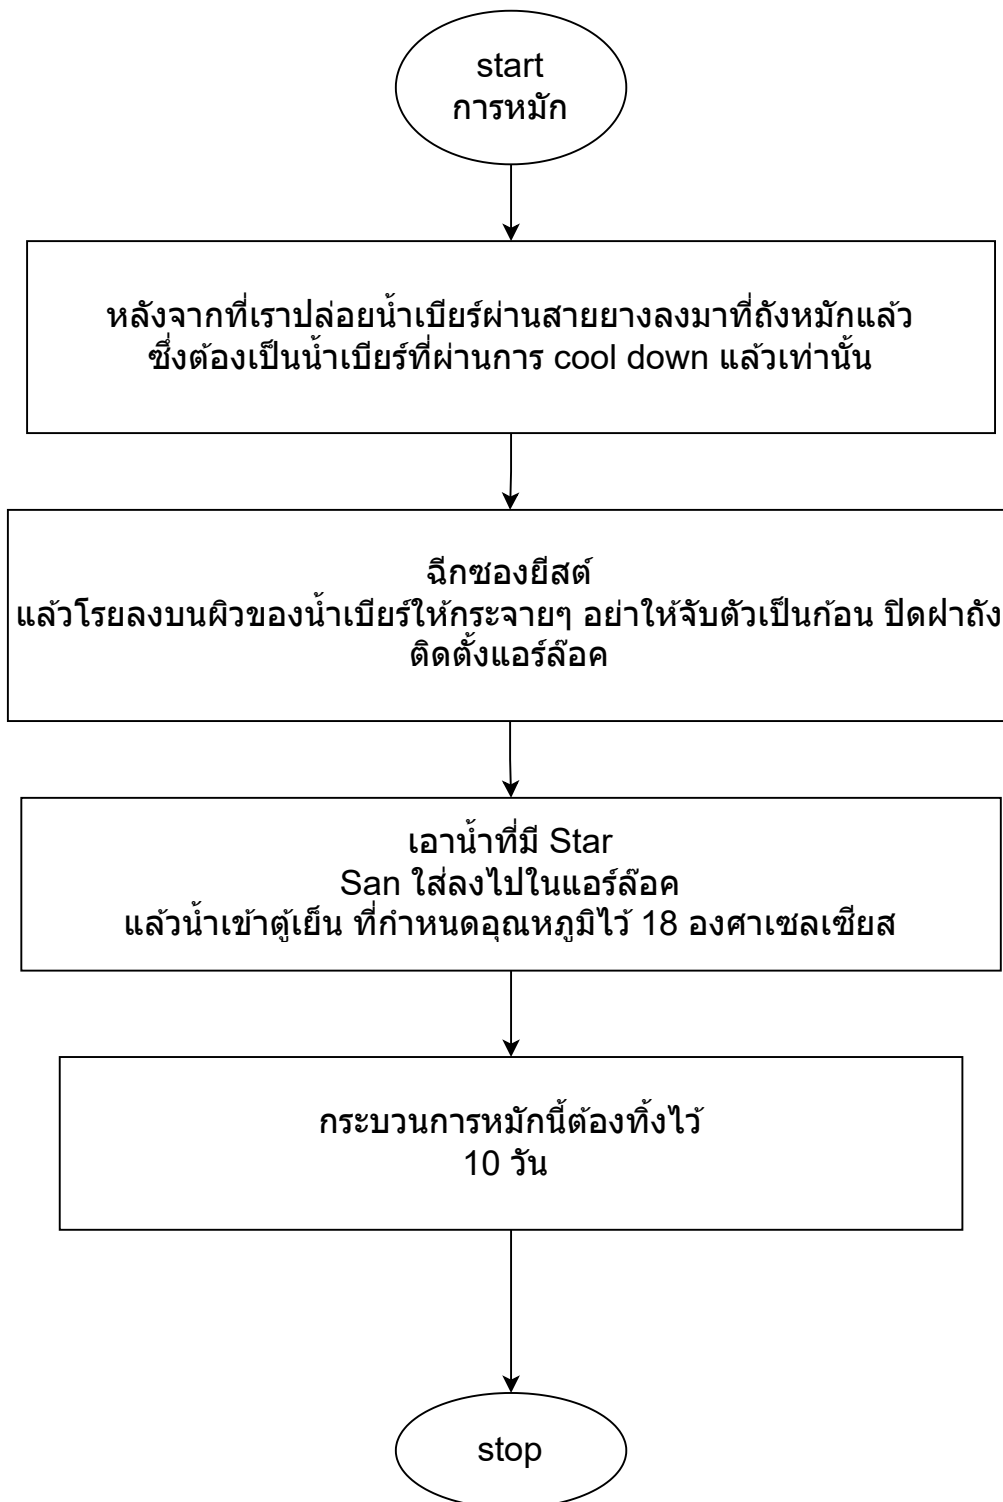 start
การหมัก
หลังจากที่เราปล่อยน้ำเบียร์ผ่านสายยางลงมาที่ถังหมักแล้ว
ซึ่งต้องเป็นน้ำเบียร์ที่ผ่านการ cool down แล้วเท่านั้น
ฉีกซองยีสต์
แล้วโรยลงบนผิวของน้ำเบียร์ให้กระจายๆ อย่าให้จับตัวเป็นก้อน ปิดฝาถัง
ติดตั้งแอร์ล๊อค
เอาน้ำที่มี Star
San ใส่ลงไปในแอร์ล๊อค
แล้วน้ำเข้าตู้เย็น ที่กำหนดอุณหภูมิไว้ 18 องศาเซลเซียส
กระบวนการหมักนี้ต้องทิ้งไว้
10 วัน
stop